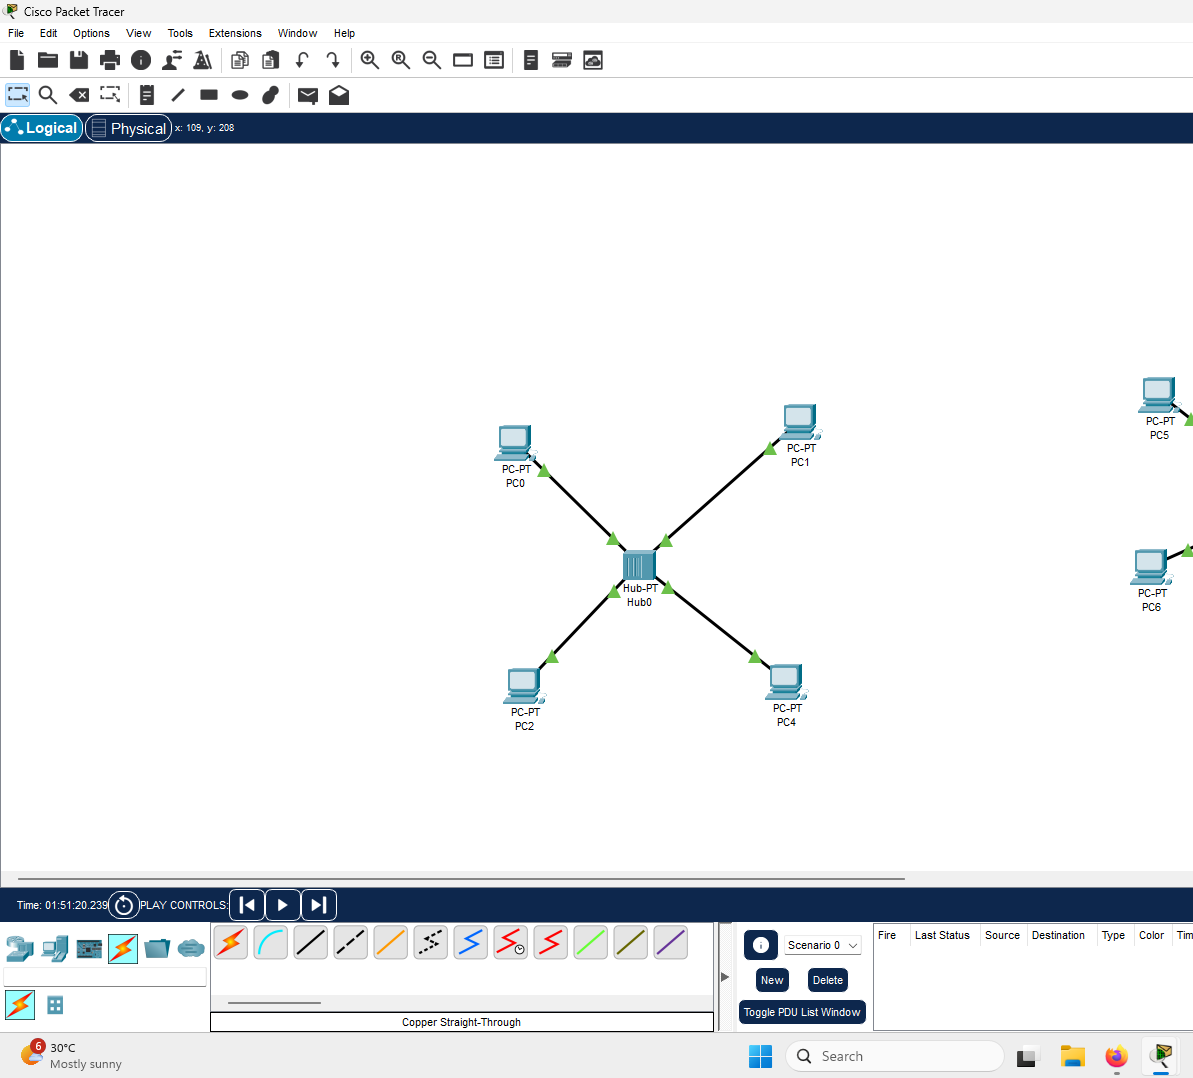 Cisco Packet Tracer
File Edit Options View Tools Extensions Window Help
Logical Physical x: 109, y: 208
PC-PT
PC5
PC-PT
PC1
PC-PT
PC0
PC-PT
PC6
Hub-PT
Hub0
PC-PT
PC2
PC-PT
PC4
Time: 01:51:20.239 PLAY CONTROLS:
Fire Last Status Source Destination Type Color Tim
Scenario 0
New Delete
Toggle PDU List Window
Copper Straight-Through
6
30°C
Mostly sunny
Search